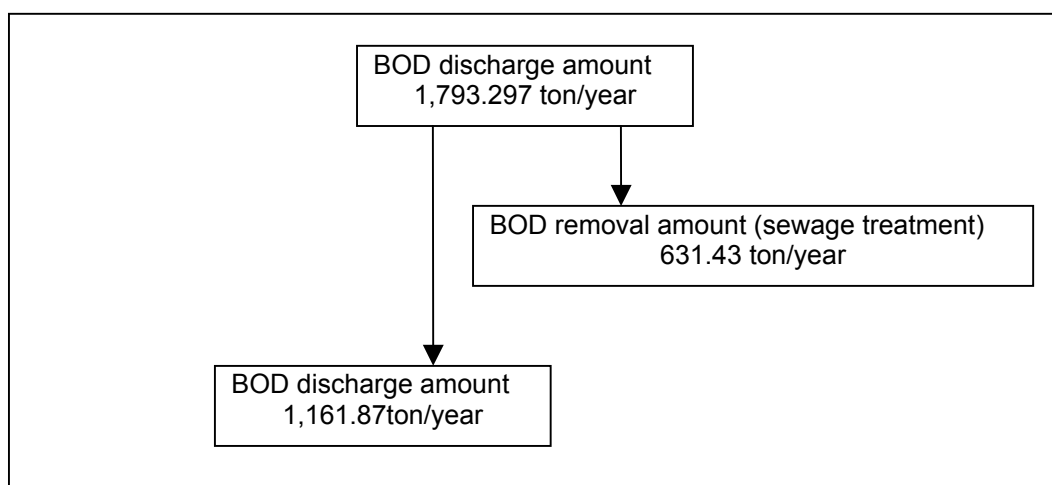 BOD discharge amount
1,793.297 ton/year
BOD removal amount (sewage treatment)
631.43 ton/year
BOD discharge amount
1,161.87ton/year